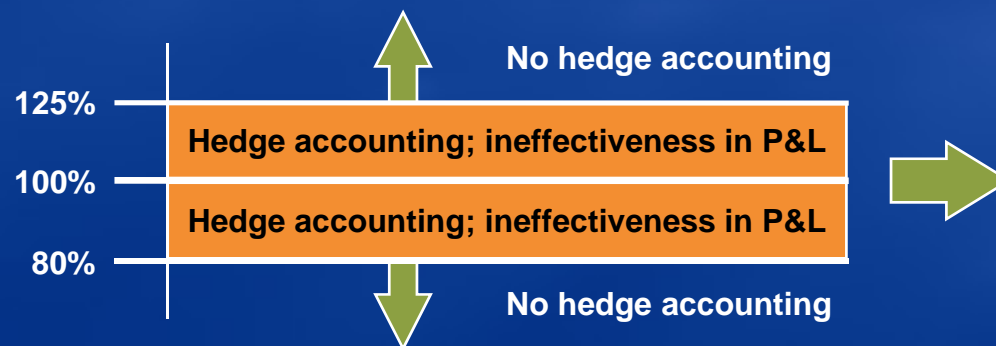 No hedge accounting
125%
Hedge accounting; ineffectiveness in P&L
100%
Hedge accounting; ineffectiveness in P&L
80%
No hedge accounting